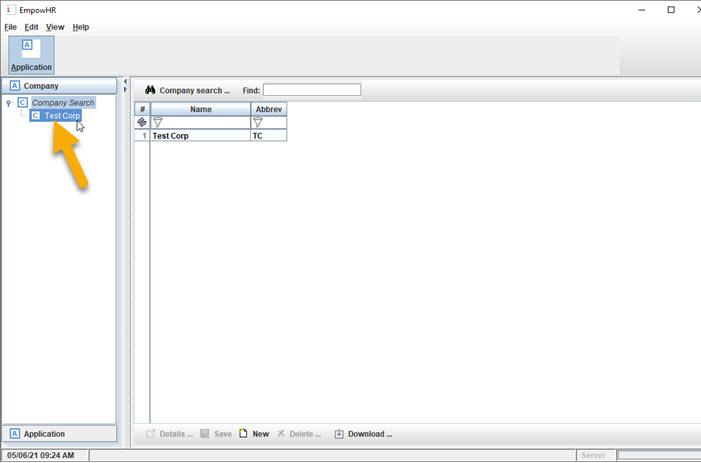 EmpowHR
File Edit View Help
A
Application
A Company
Company search ... Find:
C Company Search
C Test Corp
# Name Abbrev
1 Test Corp TC
A Application
Details ... Save New Delete ... Download ...
05/06/21 09:24 AM Server